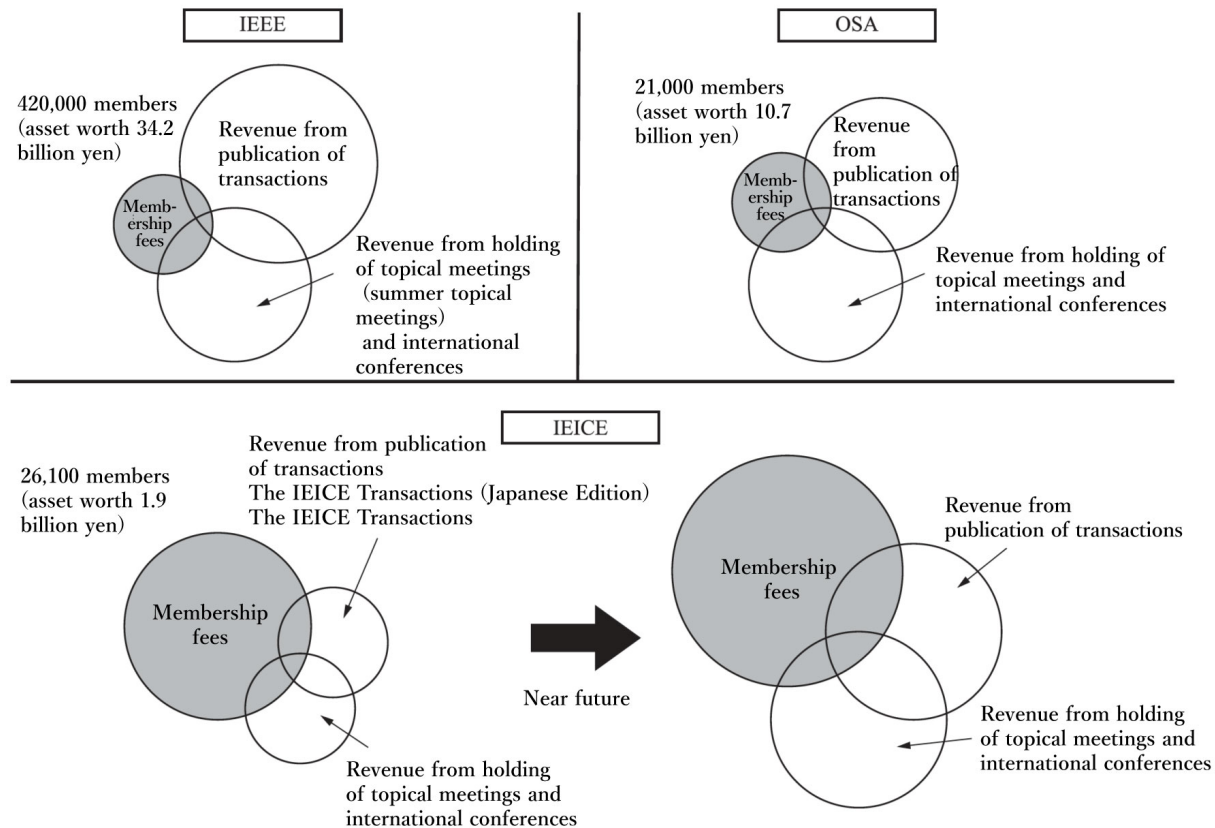 IEEE
420,000 members
(asset worth 34.2
billion yen)
Revenue from
publication of
transactions
Memb-
ership
fees
Revenue from holding
of topical meetings
(summer topical
meetings)
and international
conferences
OSA
21,000 members
(asset worth 10.7
billion yen)
Revenue
from
publication of
transactions
Memb-
ership
fees
Revenue from holding of
topical meetings and
international conferences
IEICE
26,100 members
(asset worth 1.9
billion yen)
Revenue from publication
of transactions
The IEICE Transactions (Japanese Edition)
The IEICE Transactions
Membership
fees
Revenue from holding
of topical meetings and
international conferences
Near future
Membership
fees
Revenue from
publication of transactions
Revenue from holding
of topical meetings and
international conferences